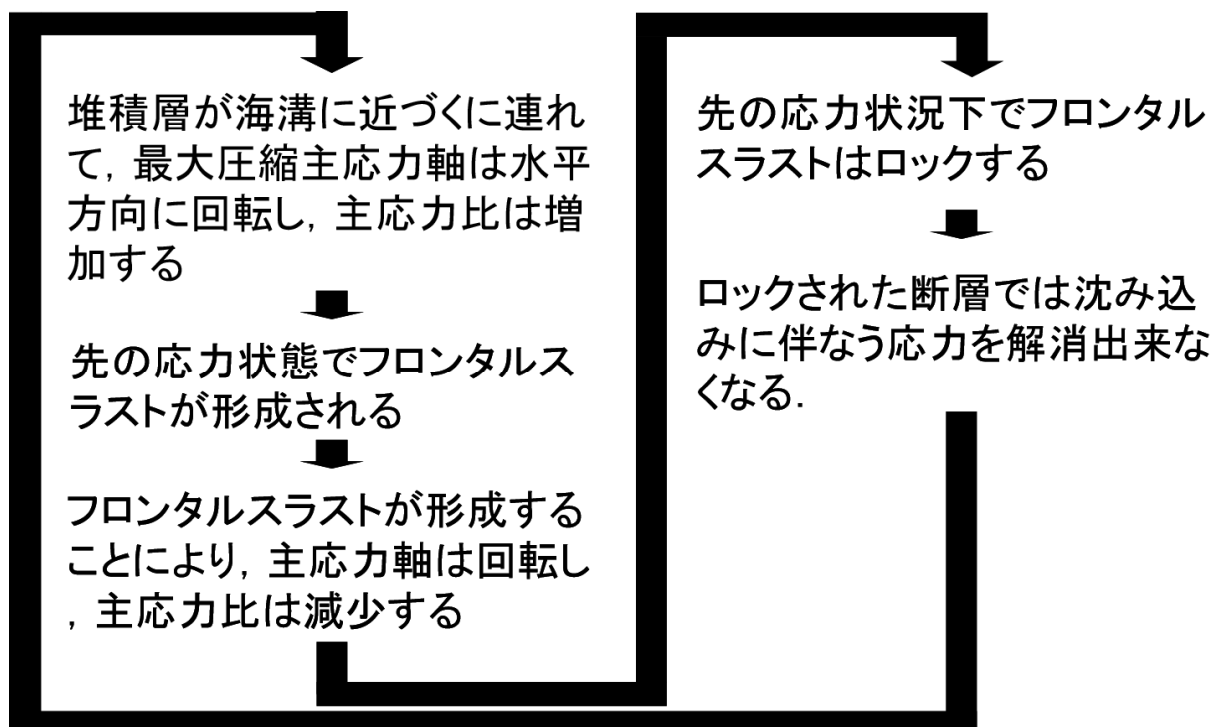 堆積層が海溝に近づくに連れ
て, 最大圧縮主応力軸は水平
方向に回転し, 主応力比は増
加する
先の応力状態でフロンタルス
ラストが形成される
フロンタルスラストが形成する
ことにより, 主応力軸は回転し
, 主応力比は減少する
先の応力状況下でフロンタル
スラストはロックする
ロックされた断層では沈み込
みに伴なう応力を解消出来な
くなる.